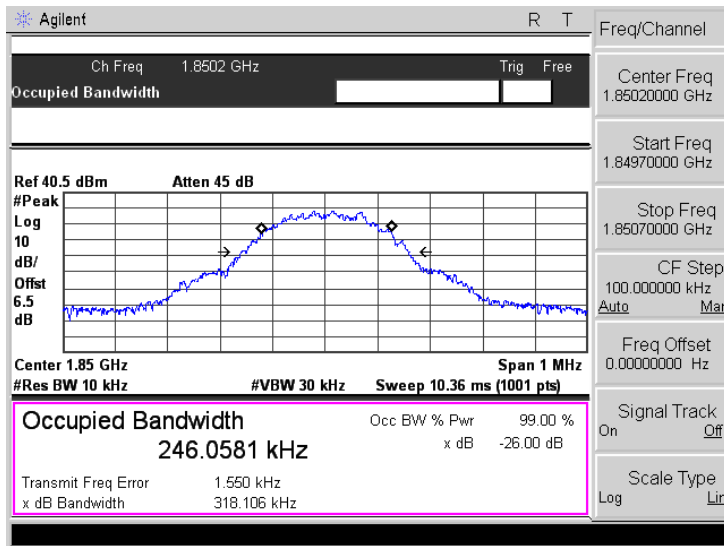 Agilent R T
Ch Freq 1.8502 GHz Trig Free
Occupied Bandwidth
Ref 40.5 dBm Atten 45 dB
#Peak
Log
10
dB/
Offst
6.5
dB
Center 1.85 GHz Span 1 MHz
#Res BW 10 kHz #VBW 30 kHz Sweep 10.36 ms (1001 pts)
Occupied Bandwidth
246.0581 kHz
Occ BW % Pwr 99.00 %
x dB -26.00 dB
Transmit Freq Error 1.550 kHz
x dB Bandwidth 318.106 kHz
Freq/Channel
Center Freq
1.85020000 GHz
Start Freq
1.84970000 GHz
Stop Freq
1.85070000 GHz
CF Step
100.000000 kHz
Auto Man
Freq Offset
0.00000000 Hz
Signal Track
On Off
Scale Type
Log Lin